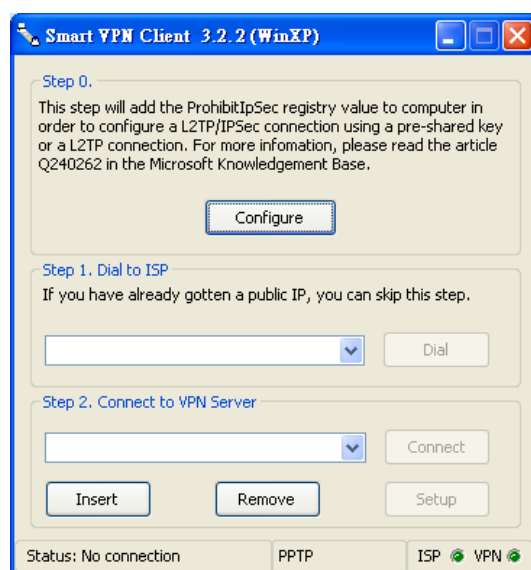 Smart VPN Client 3.2.2 (WinXP)
Step 0.
This step will add the ProhibitIpSec registry value to computer in
order to configure a L2TP/IPSec connection using a pre-shared key
or a L2TP connection. For more infomation, please read the article
Q240262 in the Microsoft Knowledgement Base.
Configure
Step 1. Dial to ISP
If you have already gotten a public IP, you can skip this step.
Dial
Step 2. Connect to VPN Server
Connect
Insert Remove Setup
Status: No connection PPTP ISP VPN